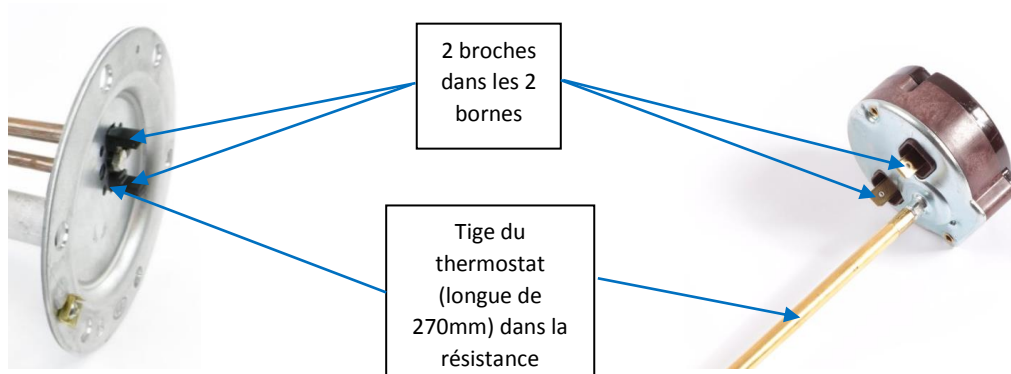 2 broches
dans les 2
bornes
Tige du
thermostat
(longue de
270mm) dans la
résistance